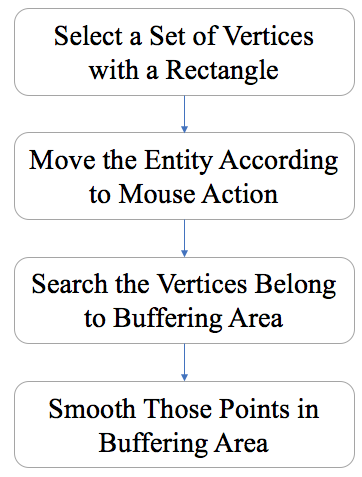 Select a Set of Vertices
with a Rectangle
Move the Entity According
to Mouse Action
Search the Vertices Belong
to Buffering Area
Smooth Those Points in
Buffering Area